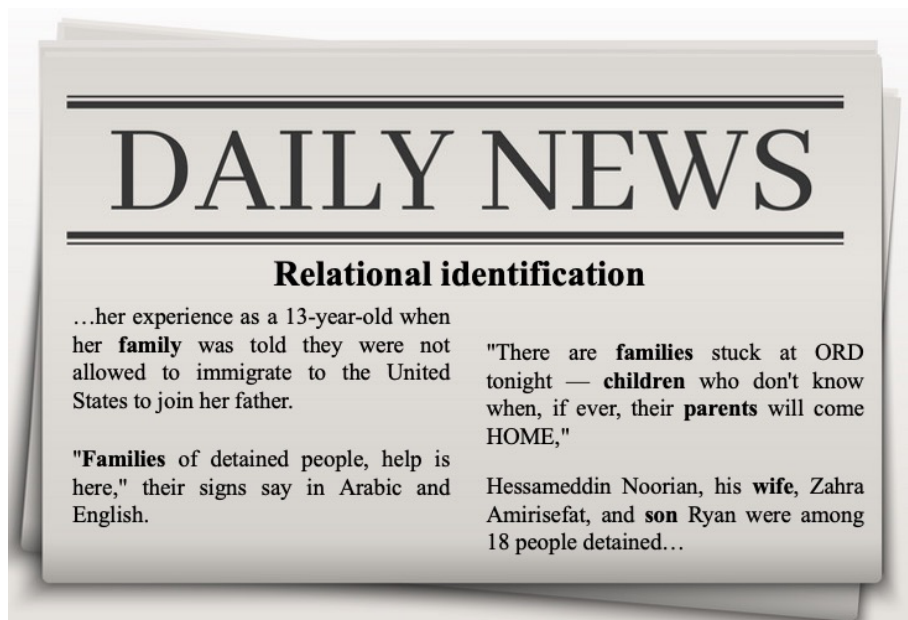 DAILY NEWS
Relational identification
…her experience as a 13-year-old when
her family was told they were not
allowed to immigrate to the United
States to join her father.
"Families of detained people, help is
here," their signs say in Arabic and
English.
"There are families stuck at ORD
tonight — children who don't know
when, if ever, their parents will come
HOME,"
Hessameddin Noorian, his wife, Zahra
Amirisefat, and son Ryan were among
18 people detained…